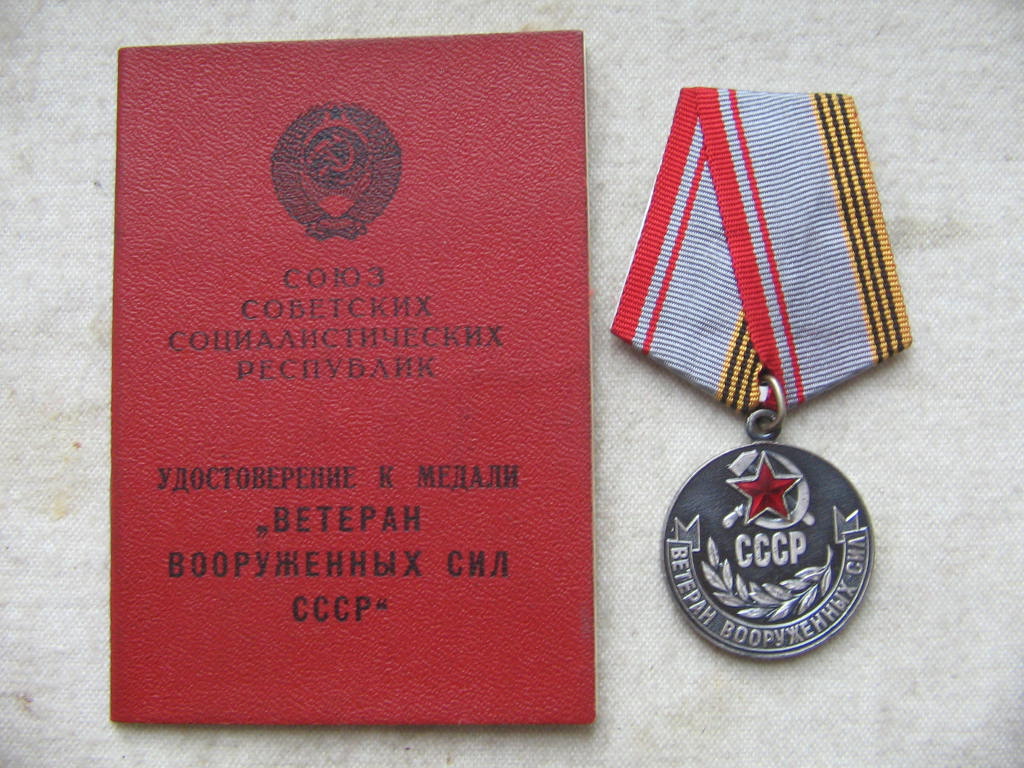 СОЮЗ
СОВЕТСКИХ
СОЦИАЛИСТИЧЕСКИХ
РЕСПУБЛИК
УДОСТОВЕРЕНИЕ К МЕДАЛИ
„ВЕТЕРАН
ВООРУЖЕННЫХ СИЛ
СССР“
СССР
ВЕТЕРАН ВООРУЖЕННЫХ СИЛ